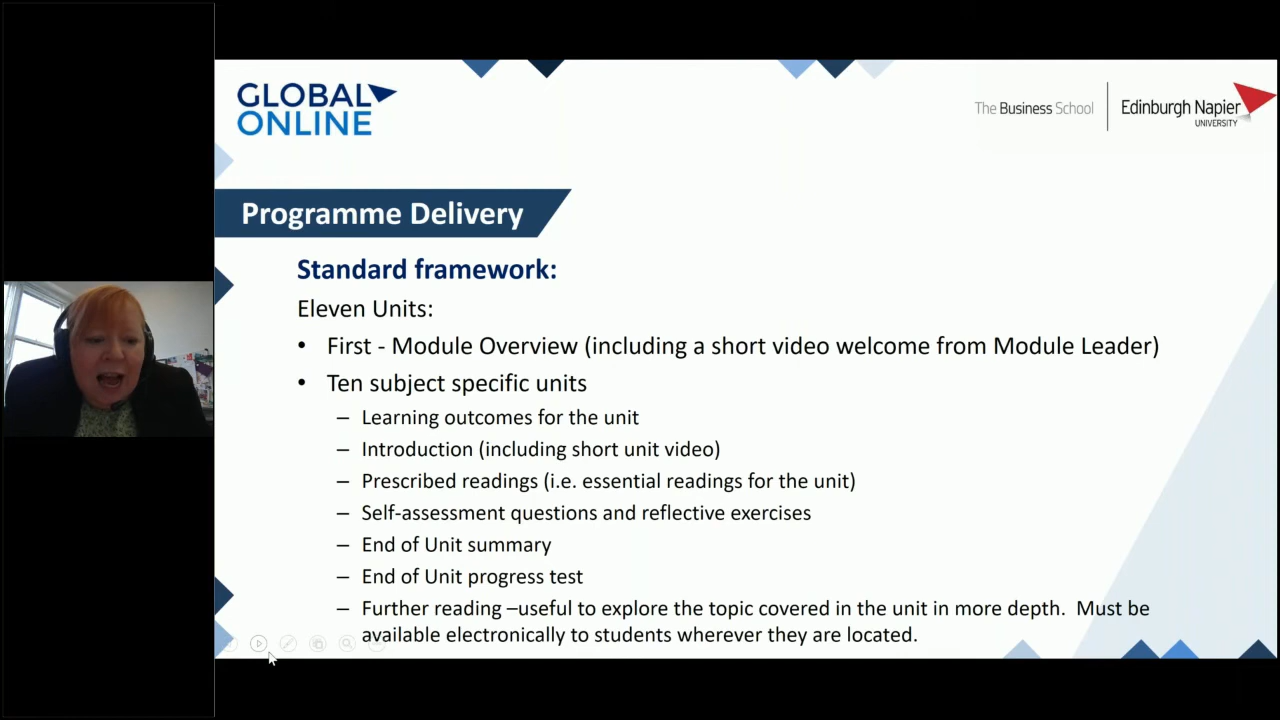 GLOBAL
ONLINE
The Business School
Edinburgh Napier
UNIVERSITY
Programme Delivery
Standard framework:
Eleven Units:
• First - Module Overview (including a short video welcome from Module Leader)
• Ten subject specific units
– Learning outcomes for the unit
– Introduction (including short unit video)
– Prescribed readings (i.e. essential readings for the unit)
– Self-assessment questions and reflective exercises
– End of Unit summary
– End of Unit progress test
– Further reading –useful to explore the topic covered in the unit in more depth.  Must be
available electronically to students wherever they are located.